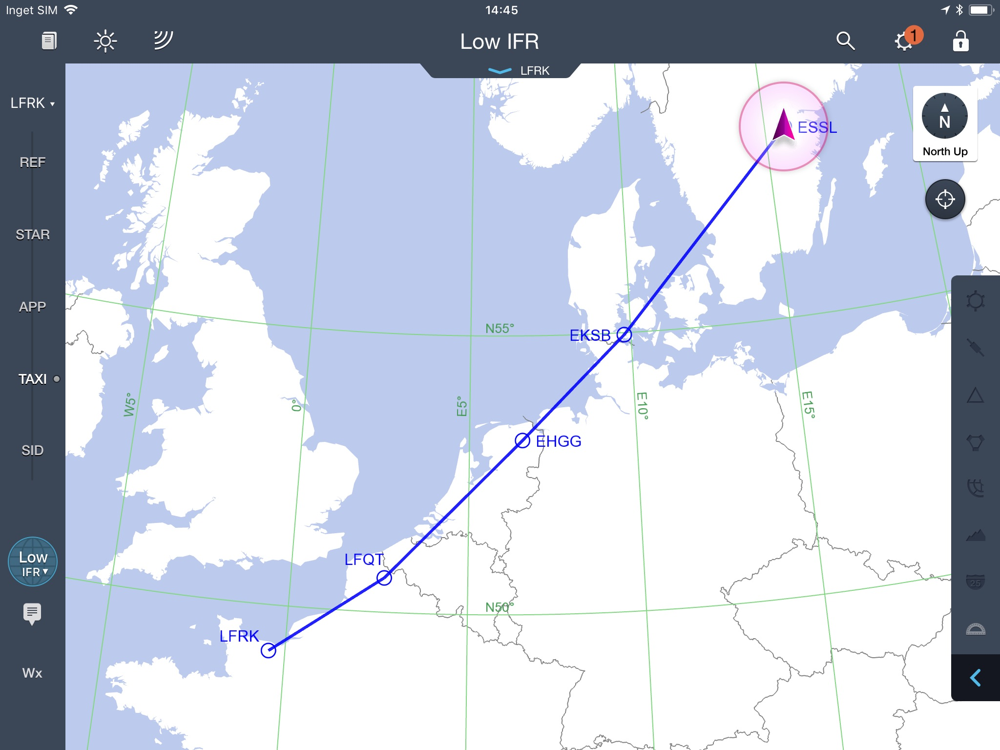 Inget SIM
14:45
Low IFR
1
LFRK
LFRK ▾
REF
STAR
APP
TAXI
SID
Low
IFR▼
Wx
ESSL
N
North Up
N55°
EKSB
W5°
0°
E5°
E10°
E15°
EHGG
LFQT
N50°
LFRK
25